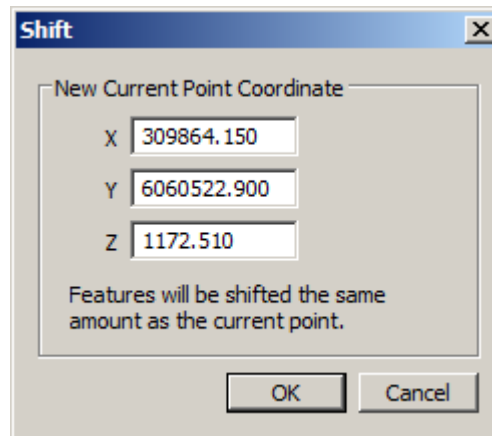 Shift
New Current Point Coordinate
X 309864.150
Y 6060522.900
Z 1172.510
Features will be shifted the same
amount as the current point.
OK Cancel